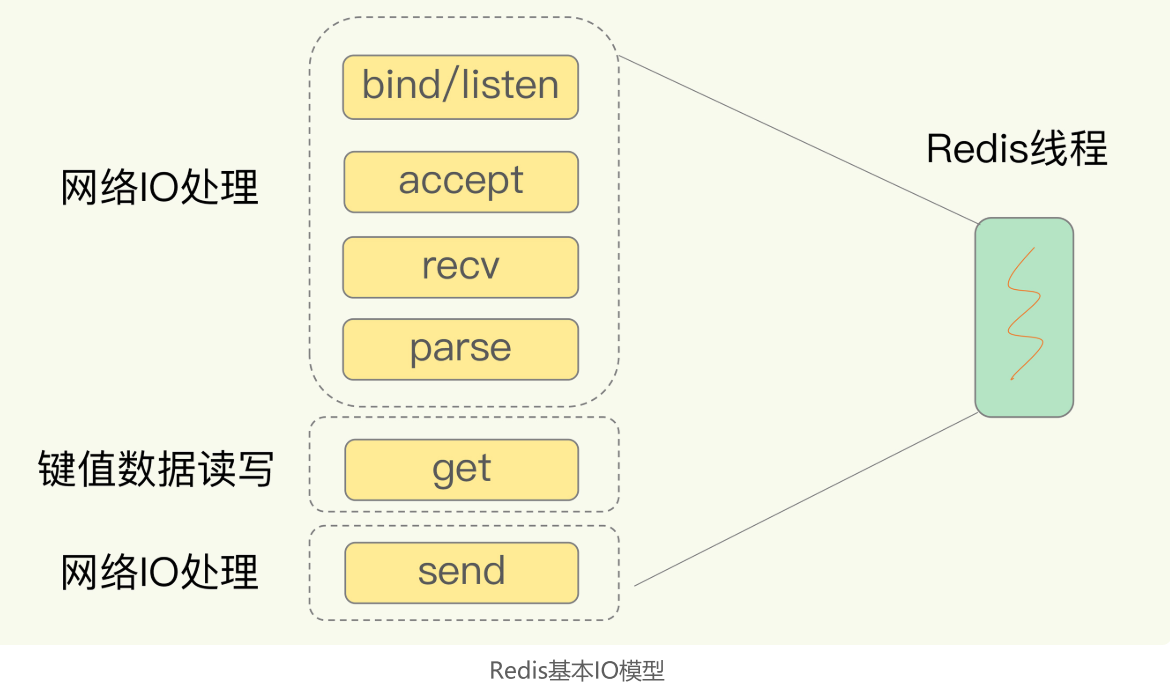 bind/listen
Redis线程
网络IO处理
accept
recv
parse
键值数据读写
get
网络IO处理
send
Redis基本IO模型